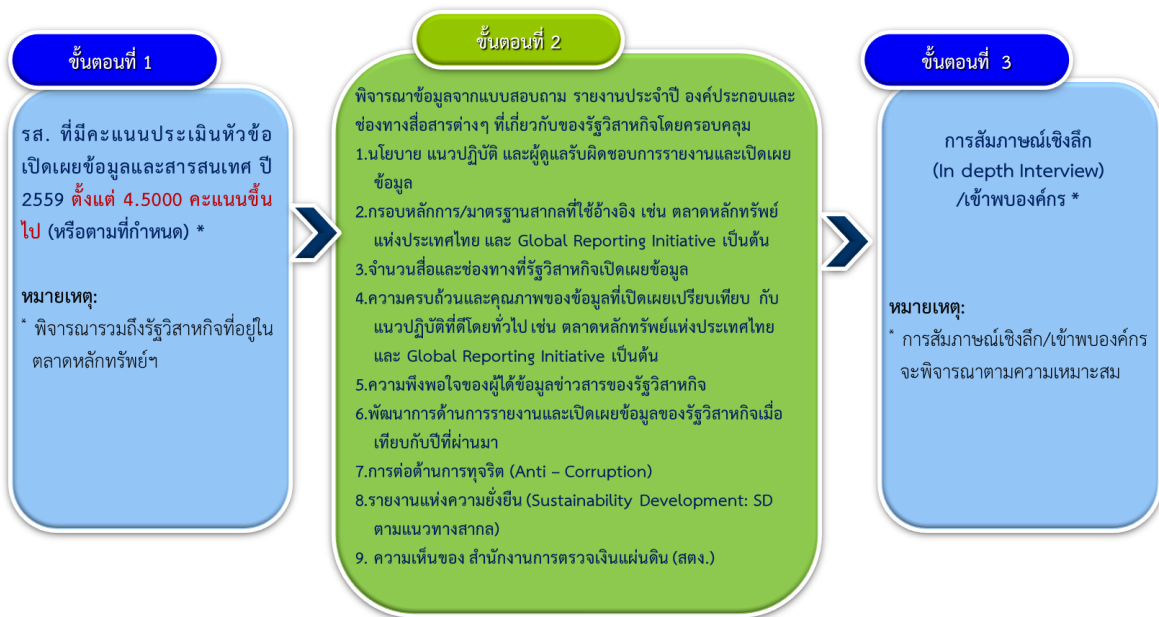 ขั้นตอนที่ 1
รส. ที่มีคะแนนประเมินหัวข้อ
เปิดเผยข้อมูลและสารสนเทศ ปี
2559 ตั้งแต่ 4.5000 คะแนนขึ้น
ไป (หรือตามที่กำหนด) *
หมายเหตุ:
* พิจารณารวมถึงรัฐวิสาหกิจที่อยู่ใน
ตลาดหลักทรัพย์ฯ
ขั้นตอนที่ 2
พิจารณาข้อมูลจากแบบสอบถาม รายงานประจำปี องค์ประกอบและ
ช่องทางสื่อสารต่างๆ ที่เกี่ยวกับของรัฐวิสาหกิจโดยครอบคลุม
1.นโยบาย แนวปฏิบัติ และผู้ดูแลรับผิดชอบการรายงานและเปิดเผย
ข้อมูล
2.กรอบหลักการ/มาตรฐานสากลที่ใช้อ้างอิง เช่น ตลาดหลักทรัพย์
แห่งประเทศไทย และ Global Reporting Initiative เป็นต้น
3.จำนวนสื่อและช่องทางที่รัฐวิสาหกิจเปิดเผยข้อมูล
4.ความครบถ้วนและคุณภาพของข้อมูลที่เปิดเผยเปรียบเทียบ กับ
แนวปฏิบัติที่ดีโดยทั่วไป เช่น ตลาดหลักทรัพย์แห่งประเทศไทย
และ Global Reporting Initiative เป็นต้น
5.ความพึงพอใจของผู้ได้ข้อมูลข่าวสารของรัฐวิสาหกิจ
6.พัฒนาการด้านการรายงานและเปิดเผยข้อมูลของรัฐวิสาหกิจเมื่อ
เทียบกับปีที่ผ่านมา
7.การต่อต้านการทุจริต (Anti – Corruption)
8.รายงานแห่งความยั่งยืน (Sustainability Development: SD
ตามแนวทางสากล)
9. ความเห็นของ สำนักงานการตรวจเงินแผ่นดิน (สตง.)
ขั้นตอนที่ 3
การสัมภาษณ์เชิงลึก
(In depth Interview)
/เข้าพบองค์กร *
หมายเหตุ:
* การสัมภาษณ์เชิงลึก/เข้าพบองค์กร
จะพิจารณาตามความเหมาะสม